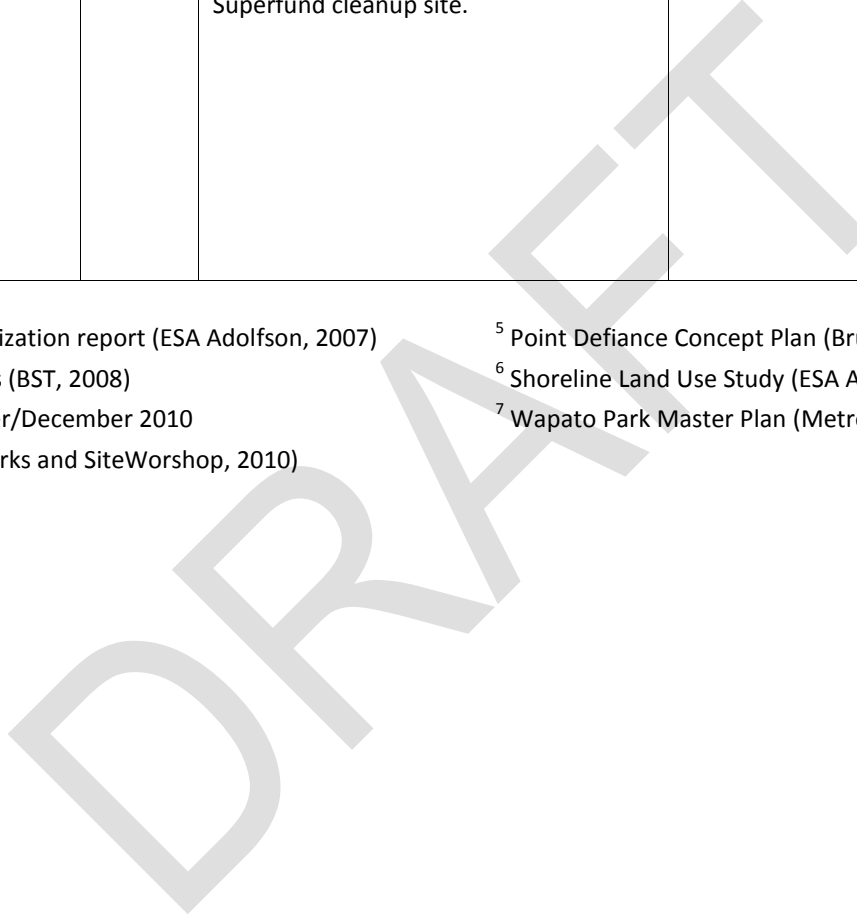 Superfund cleanup site.
ization report (ESA Adolfson, 2007)
s (BST, 2008)
r/December 2010
rks and SiteWorshop, 2010)
5 Point Defiance Concept Plan (Bru
6 Shoreline Land Use Study (ESA A
7 Wapato Park Master Plan (Metro
DRAFT